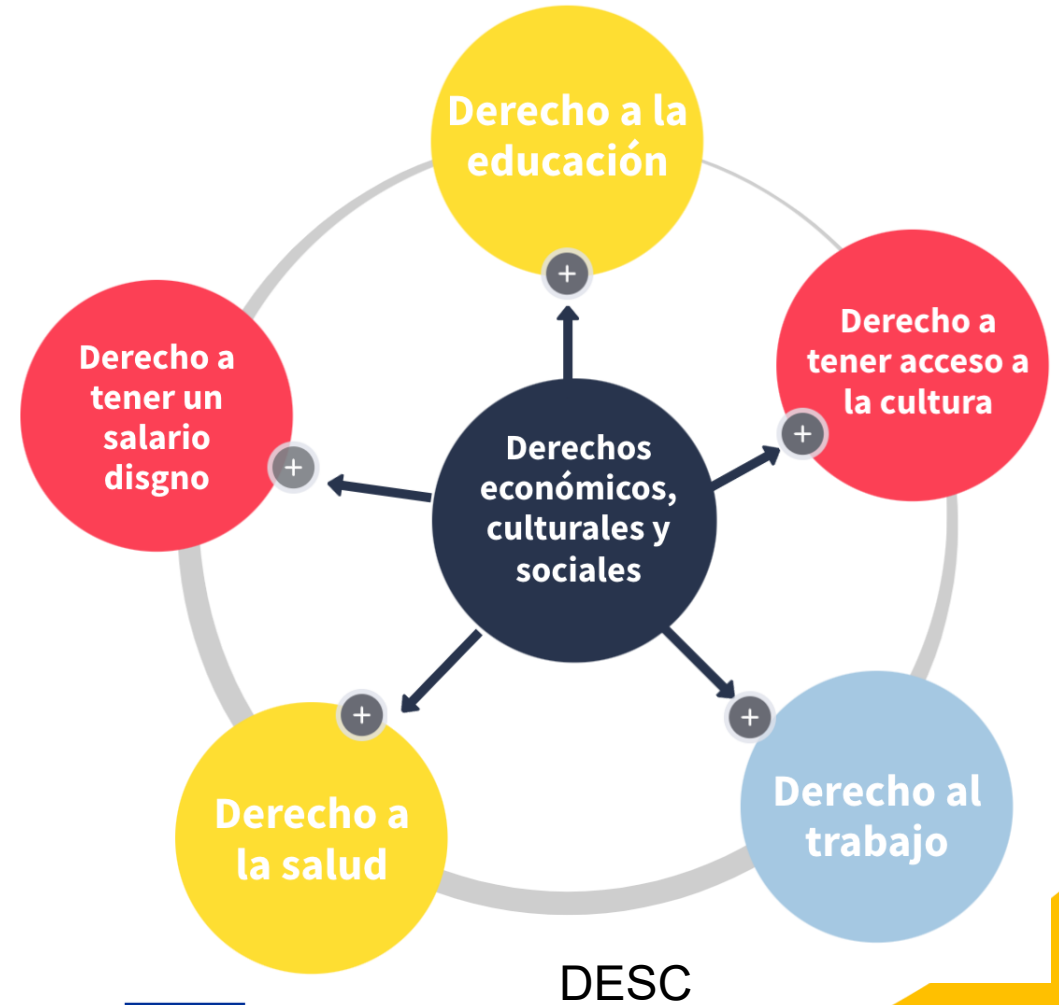 Derecho a la
educación
Derecho a
tener acceso a
la cultura
Derecho a
tener un
salario
disgno
Derechos
económicos,
culturales y
sociales
Derecho al
trabajo
Derecho a
la salud
DESC